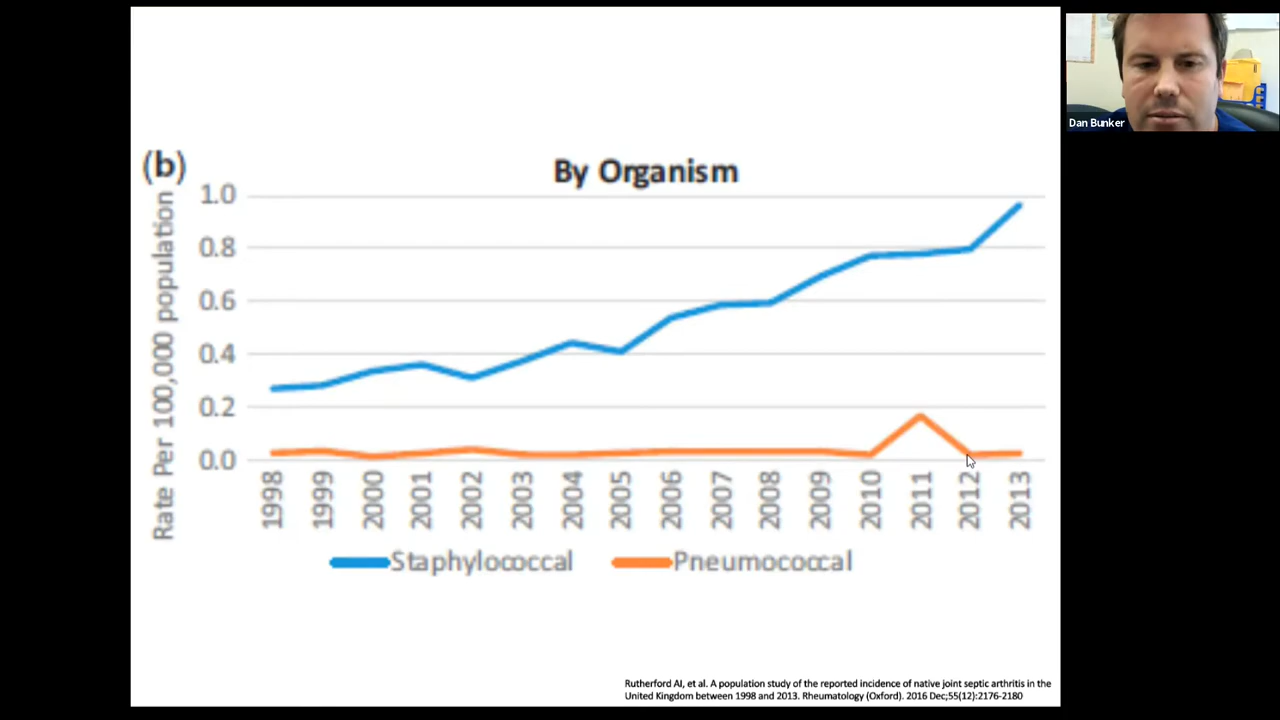 Dan Bunker
(b)
By Organism
Rate Per 100,000 population
1.0
0.8
0.6
0.4
0.2
0.0
1998 1999 2000 2001 2002 2003 2004 2005 2006 2007 2008 2009 2010 2011 2012 2013
Staphylococcal Pneumococcal
Rutherford AI, et al. A population study of the reported incidence of native joint septic arthritis in the
United Kingdom between 1998 and 2013. Rheumatology (Oxford). 2016 Dec;55(12):2176-2180